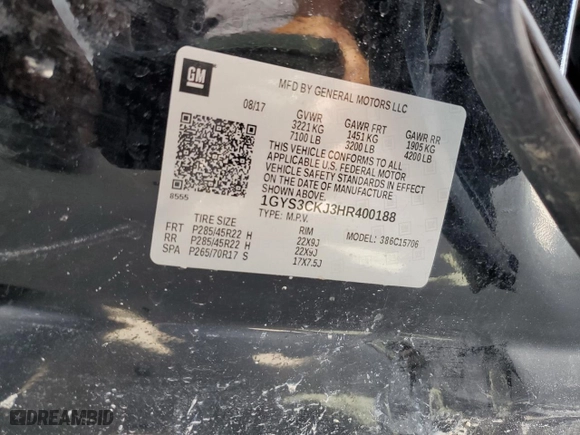 GM
MFD BY GENERAL MOTORS LLC
08/17
GVWR GAWR FRT GAWR RR
3221 KG 1451 KG 1905 KG
7100 LB 3200 LB 4200 LB
THIS VEHICLE CONFORMS TO ALL
APPLICABLE U.S. FEDERAL MOTOR
VEHICLE SAFETY STANDARDS IN EFFECT
ON THE DATE OF MANUFACTURE
SHOWN ABOVE.
8555
1GYS3CKJ3HR400188
TYPE: M.P.V. MODEL: 386C15706
TIRE SIZE RIM
FRT P285/45R22 H 22X9J
RR P285/45R22 H 22X9J
SPA P265/70R17 S 17X7.5J
DREAMBID